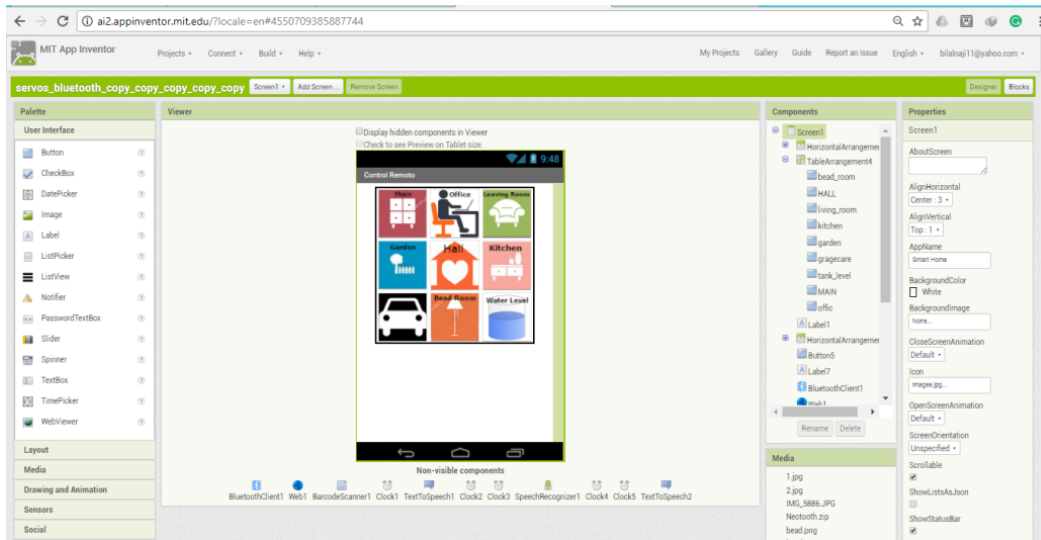 ai2.appinventor.mit.edu/?locale=en#4550709385887744
MIT App Inventor
Projects Connect Build Help My Projects Gallery Guide Report an Issue English bilalnaji11@yahoo.com
servos_bluetooth_copy_copy_copy_copy_copy Screen1 Add Screen... Remove Screen Designer Blocks
Palette
User Interface
Button
CheckBox
DatePicker
Image
Label
ListPicker
ListView
Notifier
PasswordTextBox
Slider
Spinner
TextBox
TimePicker
WebViewer
Layout
Media
Drawing and Animation
Sensors
Social
Viewer
Display hidden components in Viewer
Check to see Preview on Tablet size.
9:48
Control Remoto
Main Office Leaving Room
Garden Hall Kitchen
Bead Room Water Level
Non-visible components
BluetoothClient1 Web1 BarcodeScanner1 Clock1 TextToSpeech1 Clock2 Clock3 SpeechRecognizer1 Clock4 Clock5 TextToSpeech2
Components
Screen1
HorizontalArrangemen
TableArrangement4
bead_room
HALL
living_room
kitchen
garden
gragecare
tank_level
MAIN
offic
Label1
HorizontalArrangemen
Button5
Label7
BluetoothClient1
Web1
Rename Delete
Media
1.jpg
2.jpg
IMG_5886.JPG
Neotooth.zip
bead.png
Properties
Screen1
AboutScreen
AlignHorizontal
Center : 3
AlignVertical
Top : 1
AppName
Smart Home
BackgroundColor
White
BackgroundImage
None...
CloseScreenAnimation
Default
Icon
images.jpg...
OpenScreenAnimation
Default
ScreenOrientation
Unspecified
Scrollable
ShowListsAsJson
ShowStatusBar